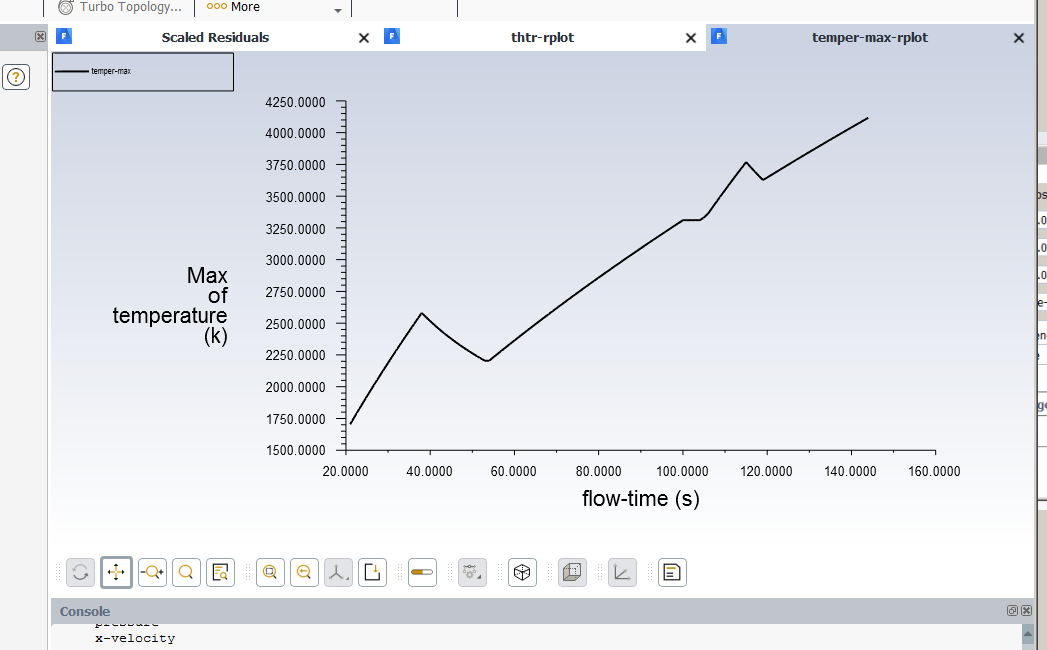 Turbo Topology...
More
Scaled Residuals
thtr-rplot
temper-max-rplot
temper-max
4250.0000
4000.0000
3750.0000
3500.0000
3250.0000
3000.0000
2750.0000
2500.0000
2250.0000
2000.0000
1750.0000
1500.0000
Max
of
temperature
(k)
20.0000 40.0000 60.0000 80.0000 100.0000 120.0000 140.0000 160.0000
flow-time (s)
Console
pressure
x-velocity